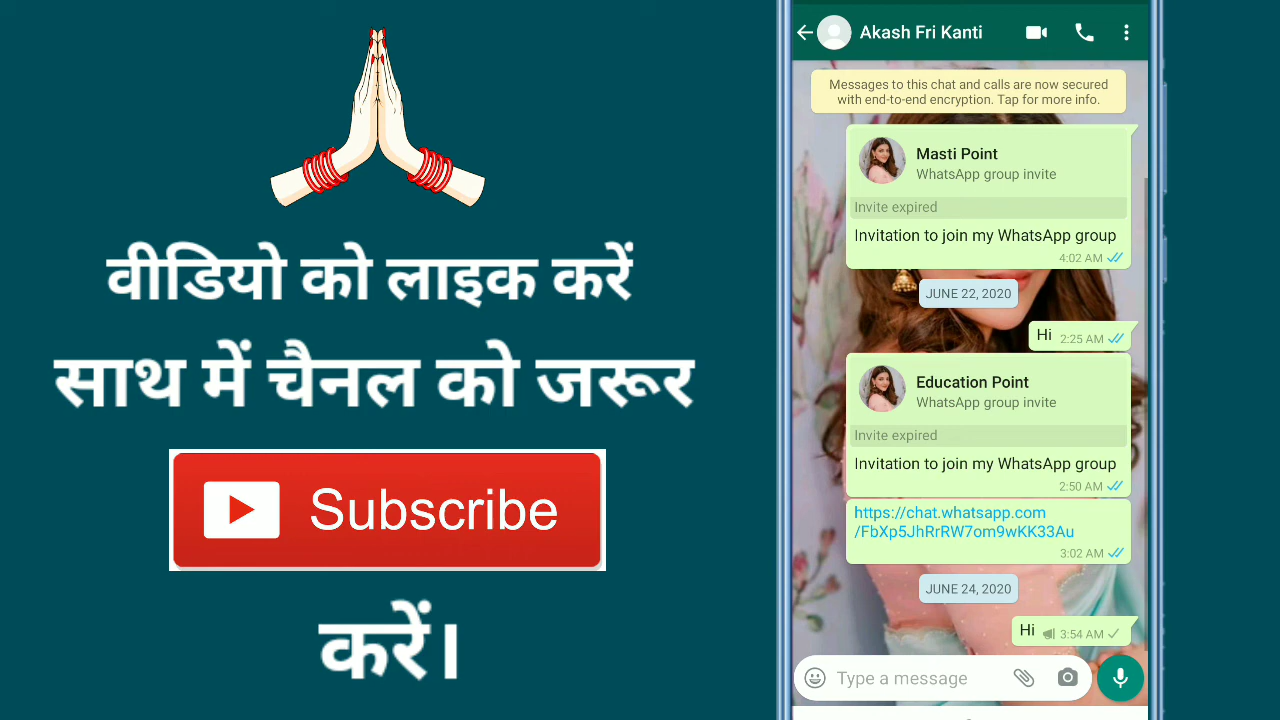 वीडियो को लाइक करें
साथ में चैनल को जरूर
Subscribe
करें।
Akash Fri Kanti
Messages to this chat and calls are now secured
with end-to-end encryption. Tap for more info.
Masti Point
WhatsApp group invite
Invite expired
Invitation to join my WhatsApp group
4:02 AM
JUNE 22, 2020
Hi 2:25 AM
Education Point
WhatsApp group invite
Invite expired
Invitation to join my WhatsApp group
2:50 AM
https://chat.whatsapp.com
/FbXp5JhRrRW7om9wKK33Au
3:02 AM
JUNE 24, 2020
Hi 3:54 AM
Type a message